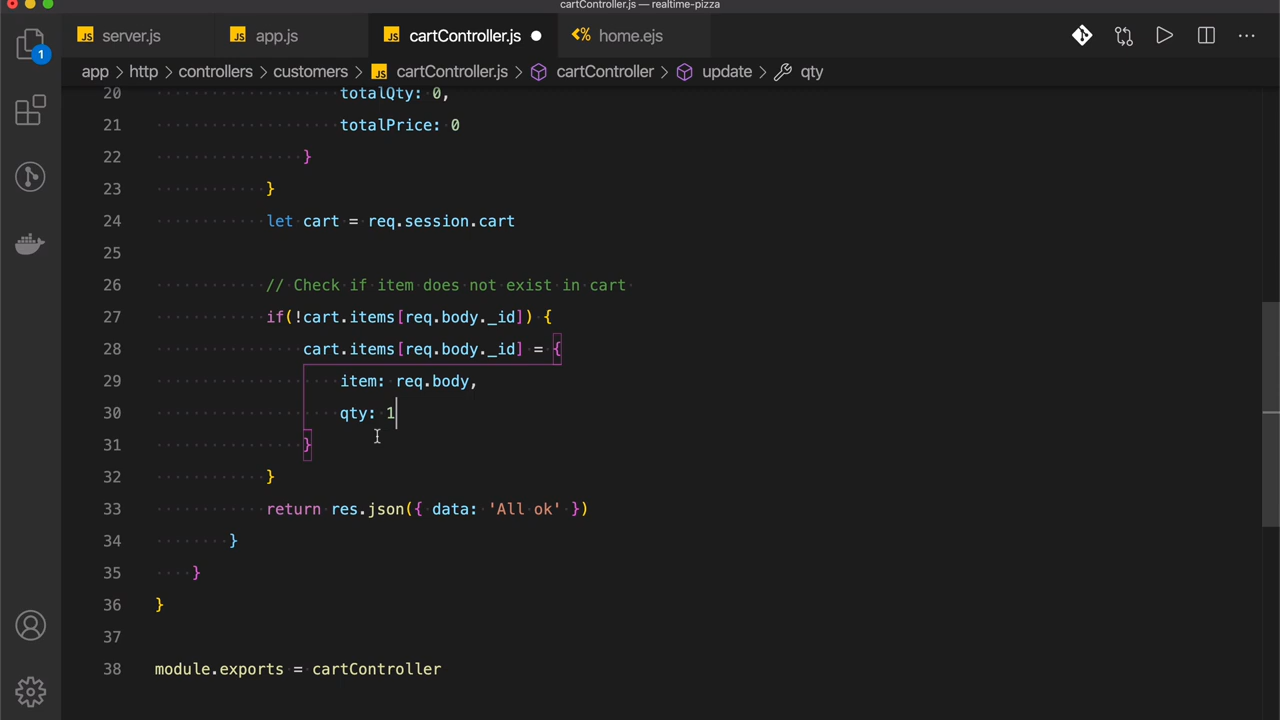 cartController.js — realtime-pizza
JS server.js JS app.js JS cartController.js home.ejs
app > http > controllers > customers > JS cartController.js > cartController > update > qty
1
20 totalQty: 0,
21 totalPrice: 0
22 }
23 }
24 let cart = req.session.cart
25
26 // Check if item does not exist in cart
27 if(!cart.items[req.body._id]) {
28 cart.items[req.body._id] = {
29 item: req.body,
30 qty: 1
31 }
32 }
33 return res.json({ data: 'All ok' })
34 }
35 }
36 }
37
38 module.exports = cartController